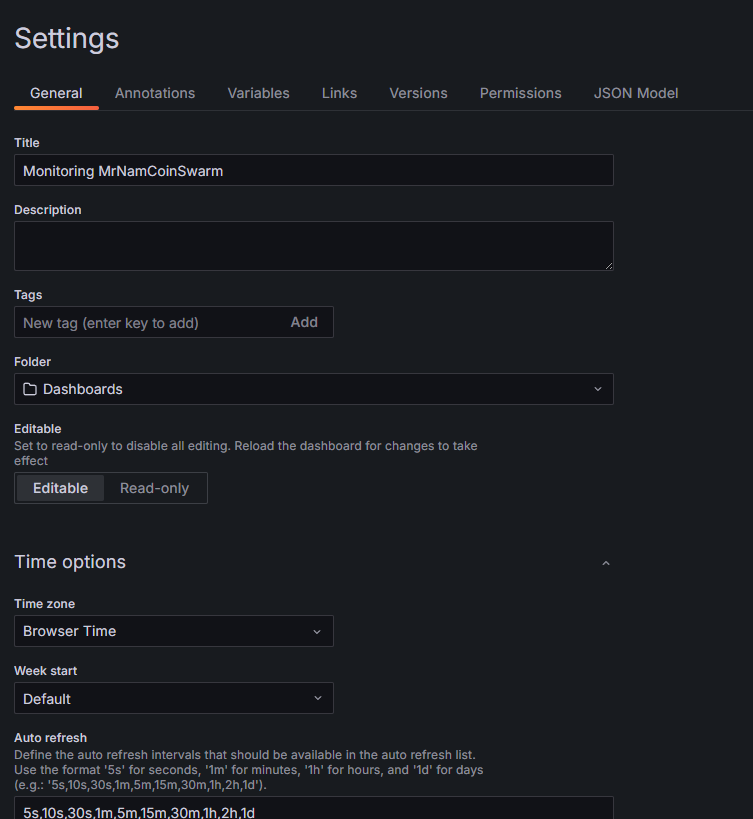 Settings
General Annotations Variables Links Versions Permissions JSON Model
Title
Monitoring MrNamCoinSwarm
Description
Tags
New tag (enter key to add) Add
Folder
Dashboards
Editable
Set to read-only to disable all editing. Reload the dashboard for changes to take
effect
Editable Read-only
Time options
Time zone
Browser Time
Week start
Default
Auto refresh
Define the auto refresh intervals that should be available in the auto refresh list.
Use the format '5s' for seconds, '1m' for minutes, '1h' for hours, and '1d' for days
(e.g.: '5s,10s,30s,1m,5m,15m,30m,1h,2h,1d').
5s,10s,30s,1m,5m,15m,30m,1h,2h,1d